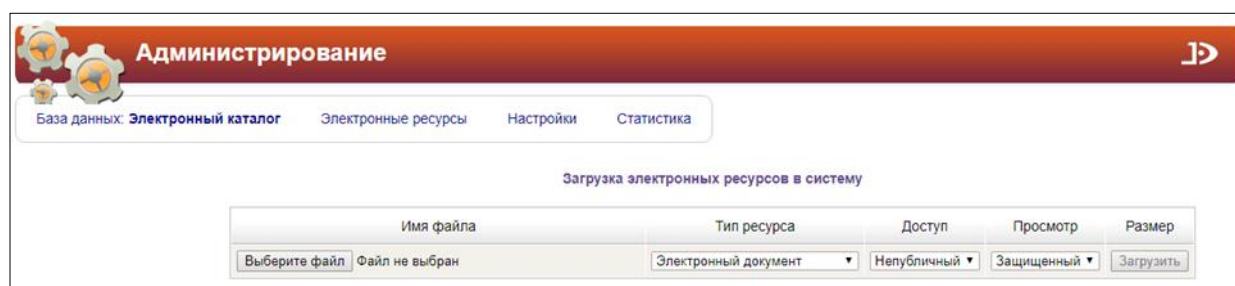 Администрирование
База данных: Электронный каталог Электронные ресурсы Настройки Статистика
Загрузка электронных ресурсов в систему
Имя файла Тип ресурса Доступ Просмотр Размер
Выберите файл Файл не выбран Электронный документ Непубличный Защищенный Загрузить